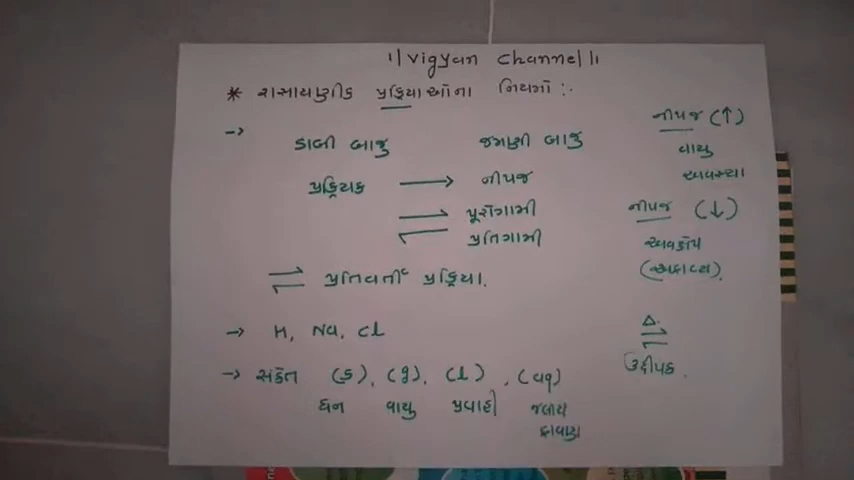 ||Vigyan Channel||
* રાસાયણીક પ્રક્રિયાઓના નિયમો :-
→ ડાબી બાજુ જમણી બાજુ
પ્રક્રિયક → નીપજ
⇀ પૂરોગામી
↽ પ્રતિગામી
⇌ પ્રતિવર્તી પ્રક્રિયા.
→ H, Na, Cl
→ સંકેત (s), (g), (l), (aq)
ઘન વાયુ પ્રવાહી જલીય
દ્રાવણ
નીપજ (↑)
વાયુ
અવસ્થા
નીપજ (↓)
અવક્ષેપ
(અદ્રાવ્ય).
Δ.
⇌
ઉદ્દીપક.